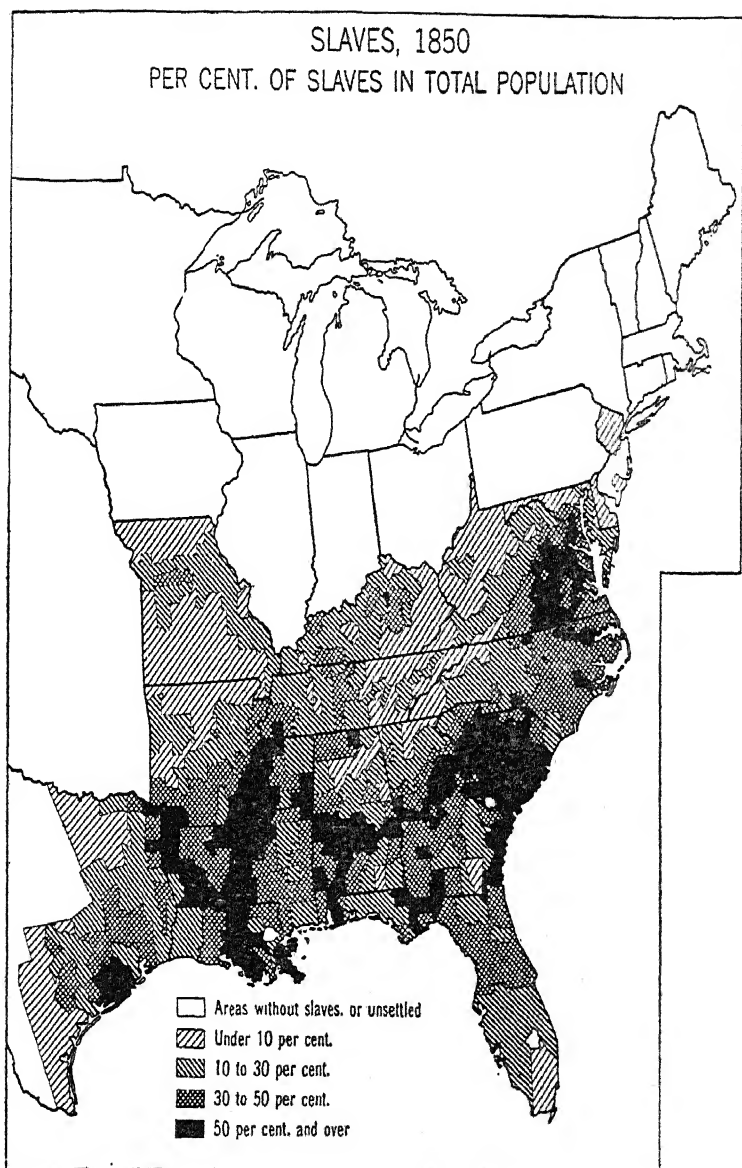 SLAVES, 1850
PER CENT. OF SLAVES IN TOTAL POPULATION
Areas without slaves. or unsettled
Under 10 per cent.
10 to 30 per cent.
30 to 50 per cent.
50 per cent. and over